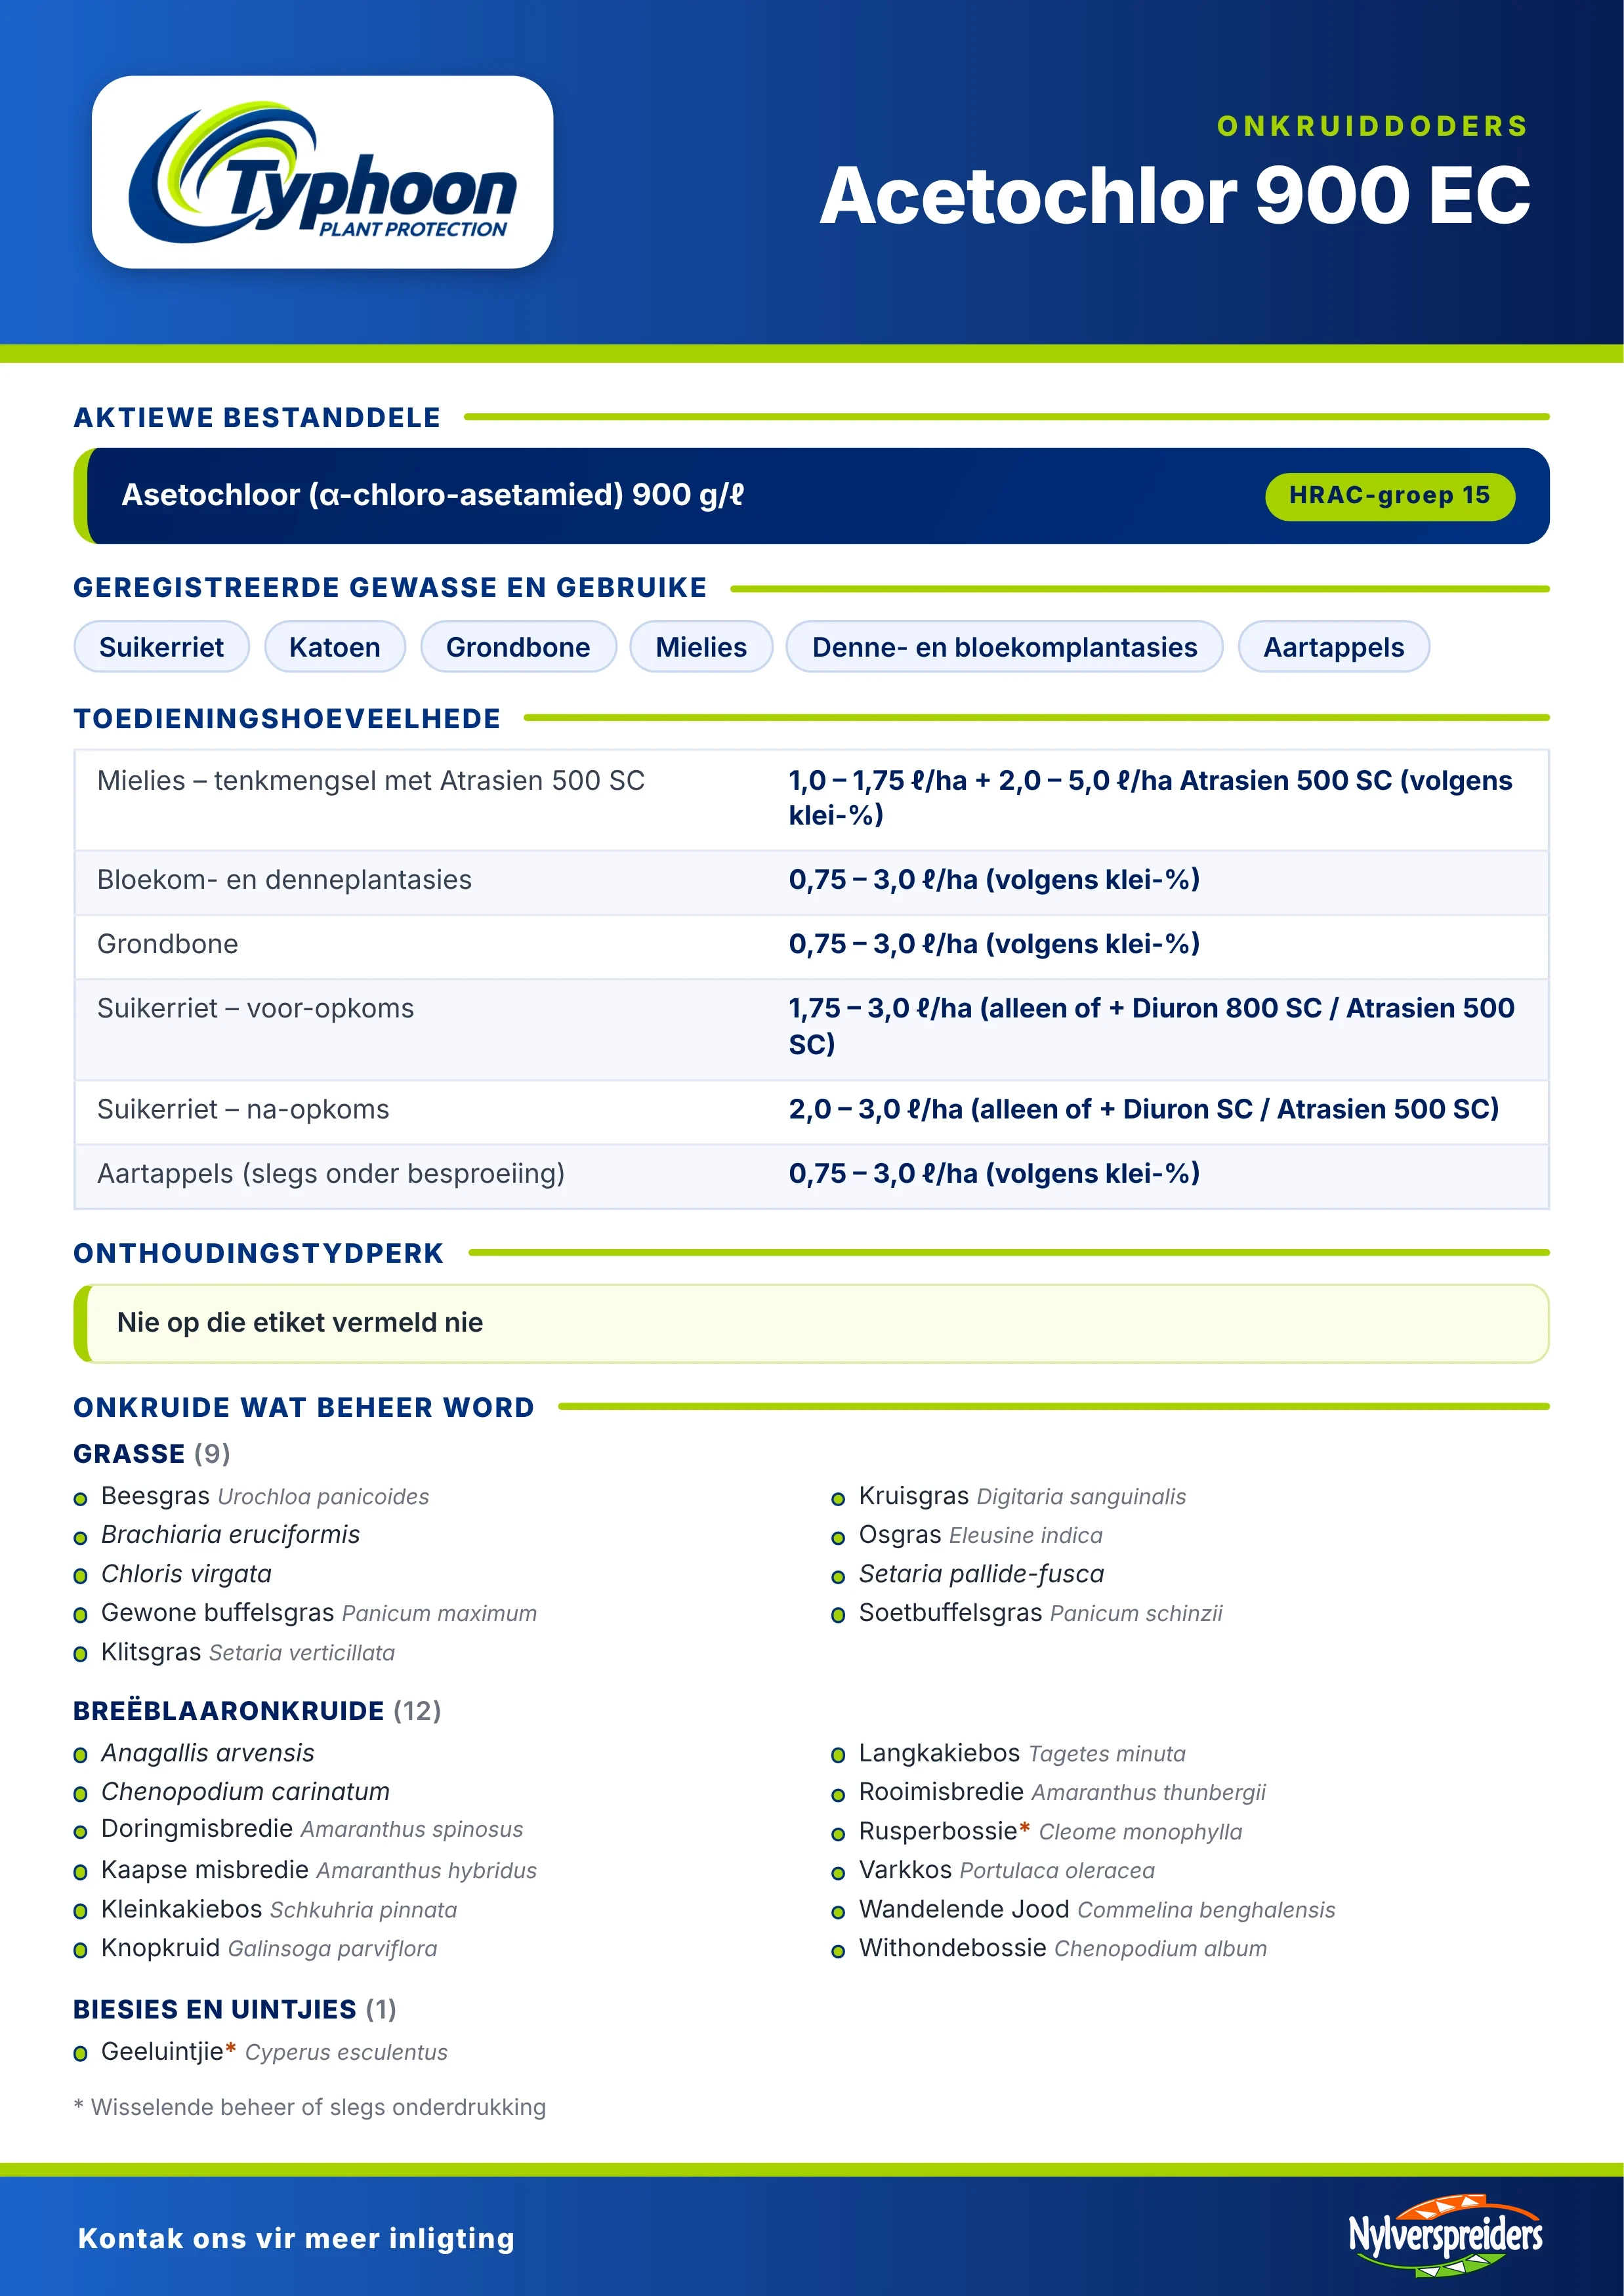 Typhoon
PLANT PROTECTION
ONKRUIDDODERS
Acetochlor 900 EC
AKTIEWE BESTANDDELE
Asetochloor (α-chloro-asetamied) 900 g/ℓ
HRAC-groep 15
GEREGISTREERDE GEWASSE EN GEBRUIKE
Suikerriet Katoen Grondbone Mielies Denne- en bloekomplantasies Aartappels
TOEDIENINGSHOEVEELHEDE
Mielies – tenkmengsel met Atrasien 500 SC
1,0 – 1,75 ℓ/ha + 2,0 – 5,0 ℓ/ha Atrasien 500 SC (volgens
klei-%)
Bloekom- en denneplantasies
0,75 – 3,0 ℓ/ha (volgens klei-%)
Grondbone
0,75 – 3,0 ℓ/ha (volgens klei-%)
Suikerriet – voor-opkoms
1,75 – 3,0 ℓ/ha (alleen of + Diuron 800 SC / Atrasien 500
SC)
Suikerriet – na-opkoms
2,0 – 3,0 ℓ/ha (alleen of + Diuron SC / Atrasien 500 SC)
Aartappels (slegs onder besproeiing)
0,75 – 3,0 ℓ/ha (volgens klei-%)
ONTHOUDINGSTYDPERK
Nie op die etiket vermeld nie
ONKRUIDE WAT BEHEER WORD
GRASSE (9)
Beesgras Urochloa panicoides
Brachiaria eruciformis
Chloris virgata
Gewone buffelsgras Panicum maximum
Klitsgras Setaria verticillata
Kruisgras Digitaria sanguinalis
Osgras Eleusine indica
Setaria pallide-fusca
Soetbuffelsgras Panicum schinzii
BREËBLAARONKRUIDE (12)
Anagallis arvensis
Chenopodium carinatum
Doringmisbredie Amaranthus spinosus
Kaapse misbredie Amaranthus hybridus
Kleinkakiebos Schkuhria pinnata
Knopkruid Galinsoga parviflora
Langkakiebos Tagetes minuta
Rooimisbredie Amaranthus thunbergii
Rusperbossie* Cleome monophylla
Varkkos Portulaca oleracea
Wandelende Jood Commelina benghalensis
Withondebossie Chenopodium album
BIESIES EN UINTJIES (1)
Geeluintjie* Cyperus esculentus
* Wisselende beheer of slegs onderdrukking
Kontak ons vir meer inligting
Nylverspreiders